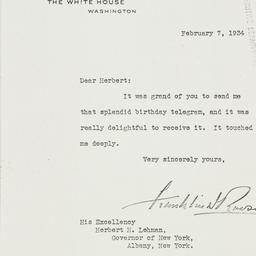 THE WHITE HOUSE
WASHINGTON
February 7, 1934
Dear Herbert:
It was grand of you to send me
that splendid birthday telegram, and it was
really delightful to receive it. It touched
me deeply.
Very sincerely yours,
Franklin D Roose
His Excellency
Herbert H. Lehman,
Governor of New York,
Albany, New York.